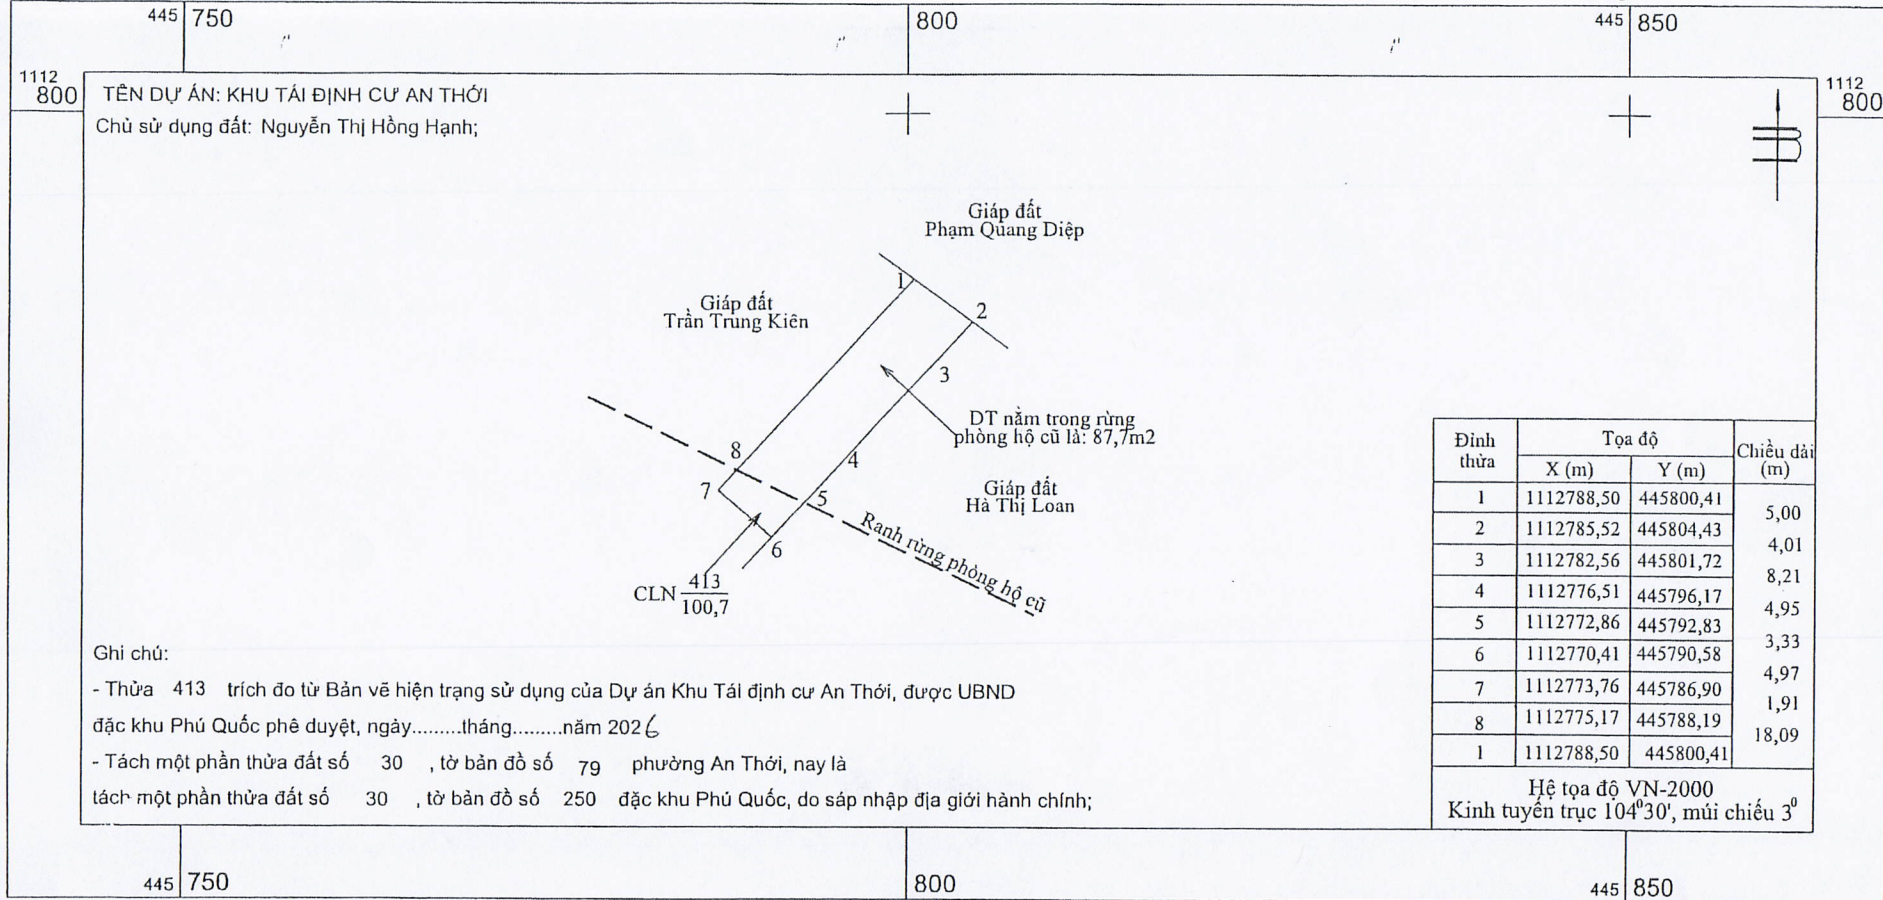 445 750
800
445 850
1112
800
1112
800
TÊN DỰ ÁN: KHU TÁI ĐỊNH CƯ AN THỚI
Chủ sử dụng đất: Nguyễn Thị Hồng Hạnh;
Giáp đất
Phạm Quang Diệp
1
2
Giáp đất
Trần Trung Kiên
3
DT nằm trong rừng
phòng hộ cũ là: 87,7m2
8
4
7
5
Giáp đất
Hà Thị Loan
6
Ranh rừng phòng hộ cũ
CLN 413
100,7
Đỉnh thửa Tọa độ Chiều dài (m)
X (m) Y (m)
1 1112788,50 445800,41
5,00
2 1112785,52 445804,43
4,01
3 1112782,56 445801,72
8,21
4 1112776,51 445796,17
4,95
5 1112772,86 445792,83
3,33
6 1112770,41 445790,58
4,97
7 1112773,76 445786,90
1,91
8 1112775,17 445788,19
18,09
1 1112788,50 445800,41
Hệ tọa độ VN-2000
Kinh tuyến trục 104⁰30', múi chiếu 3⁰
Ghi chú:
- Thửa 413 trích đo từ Bản vẽ hiện trạng sử dụng của Dự án Khu Tái định cư An Thới, được UBND
đặc khu Phú Quốc phê duyệt, ngày.........tháng.........năm 2026
- Tách một phần thửa đất số 30 , tờ bản đồ số 79 phường An Thới, nay là
tách một phần thửa đất số 30 , tờ bản đồ số 250 đặc khu Phú Quốc, do sáp nhập địa giới hành chính;
445 750
800
445 850